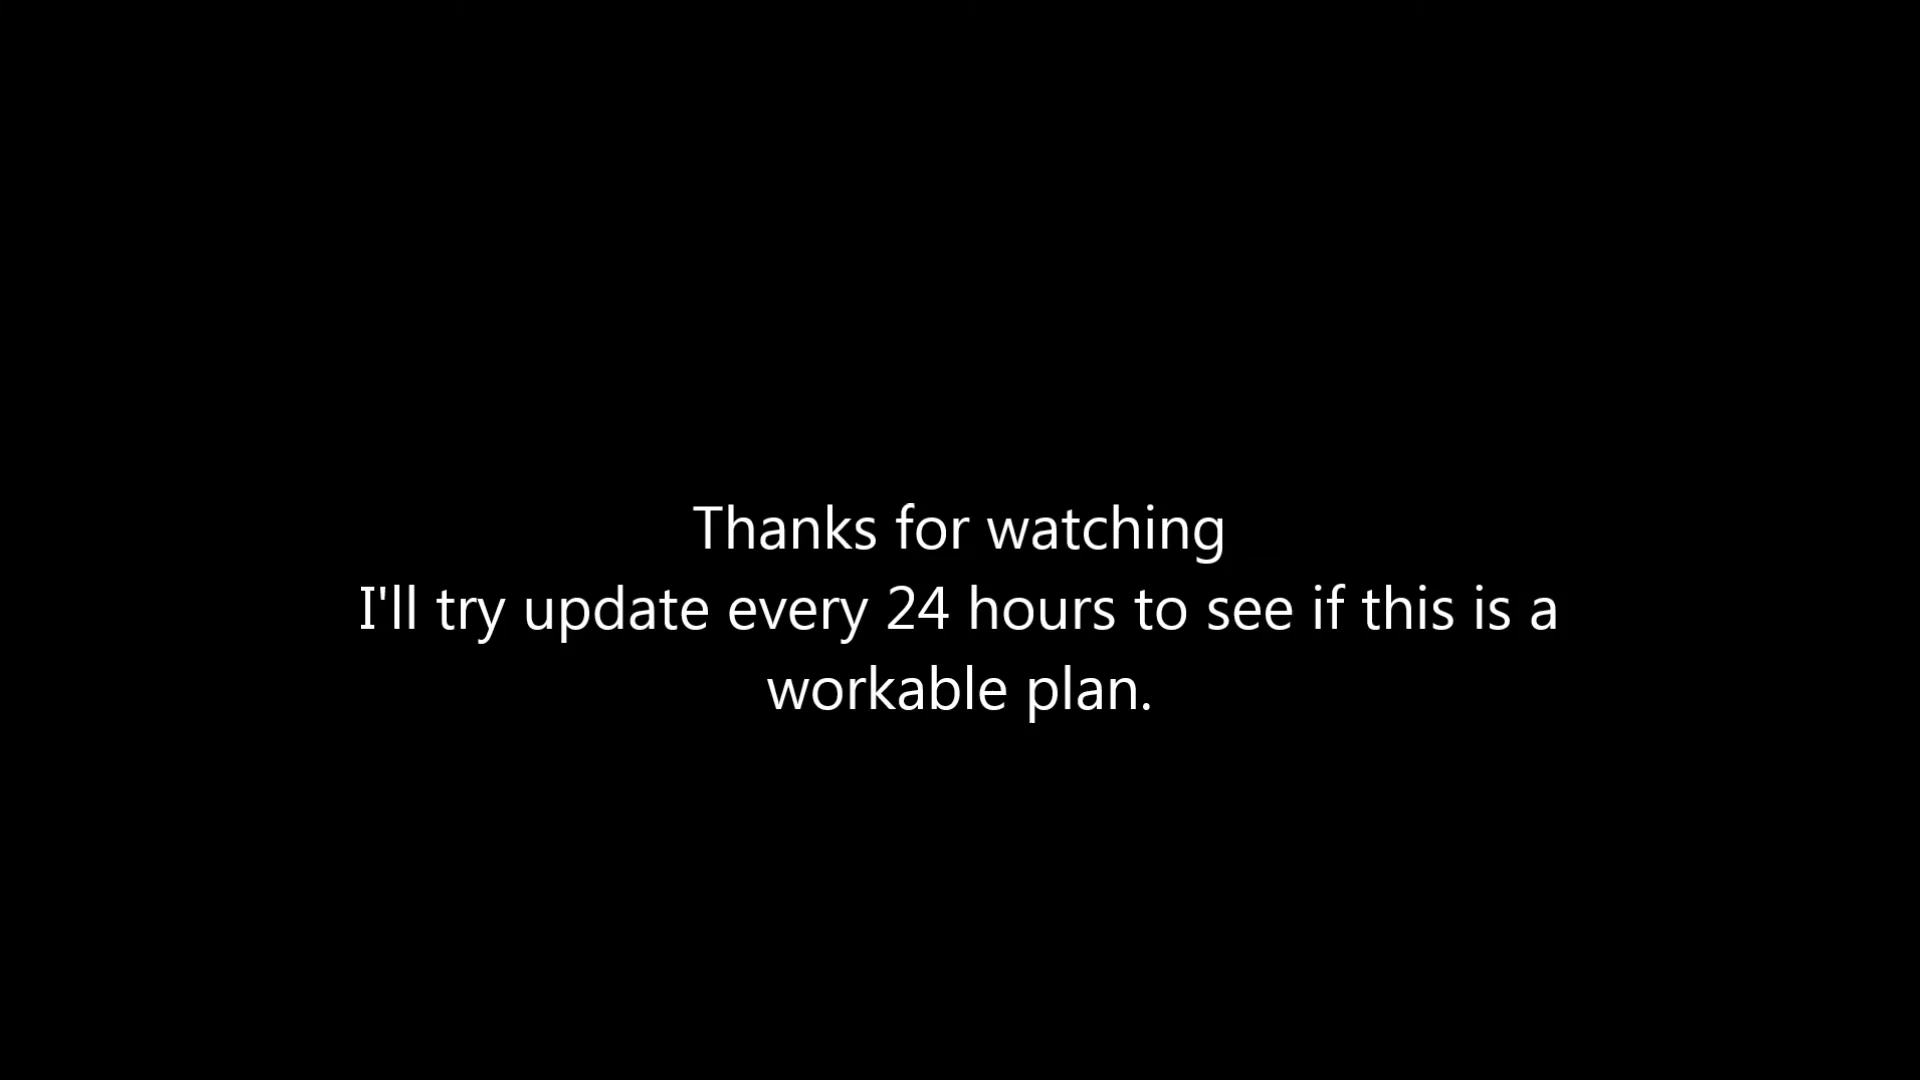 Thanks for watching
I'll try update every 24 hours to see if this is a
workable plan.